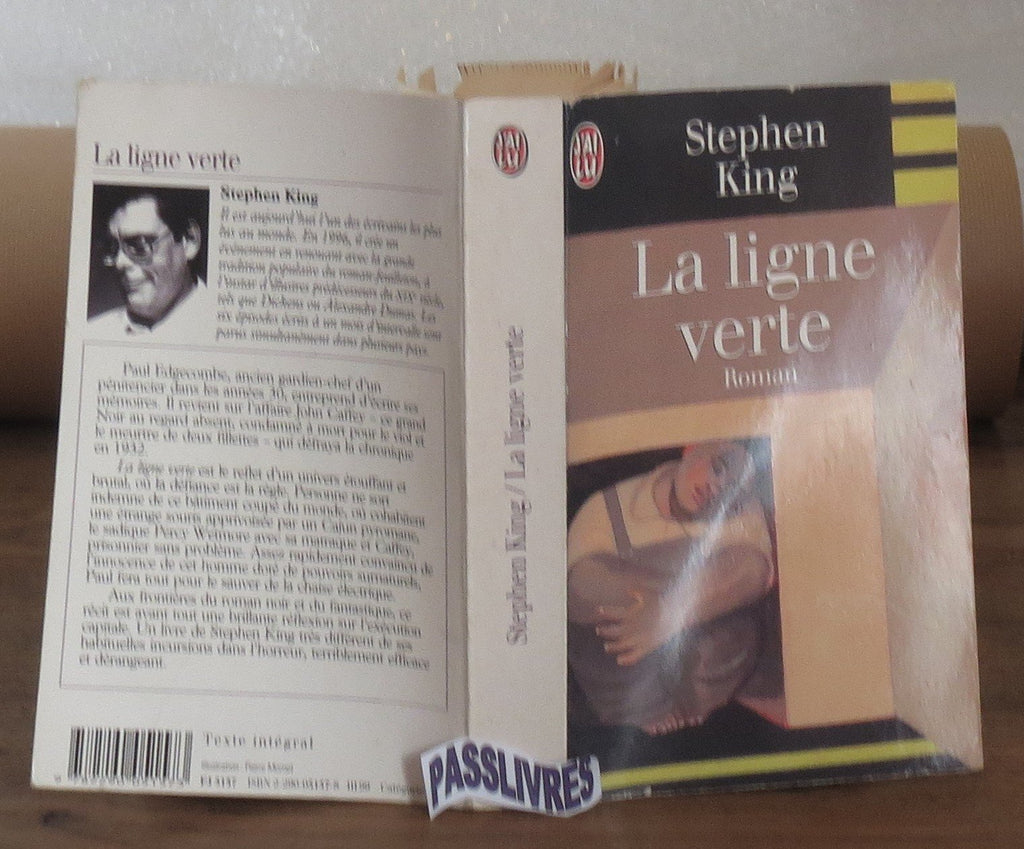 La ligne verte
Stephen King
Il est aujourd'hui l'un des écrivains les plus
lus au monde. En 1996, il crée un
événement en renouant avec la grande
tradition populaire du roman-feuilleton, à
l'instar d'illustres prédécesseurs du XIXe siècle,
tels que Dickens ou Alexandre Dumas. Les
six épisodes écrits à un mois d'intervalle sont
parus simultanément dans plusieurs pays.
Paul Edgecombe, ancien gardien-chef d'un
pénitencier dans les années 30, entreprend d'écrire ses
mémoires. Il revient sur l'affaire John Caffey – ce grand
Noir au regard absent, condamné à mort pour le viol et
le meurtre de deux fillettes – qui défraya la chronique
en 1932.
La ligne verte est le reflet d'un univers étouffant et
brutal, où la défiance est la règle. Personne ne sort
indemne de ce bâtiment coupé du monde, où cohabitent
une étrange souris apprivoisée par un Cajun pyromane,
le sadique Percy Wetmore avec sa matraque et Caffey,
prisonnier sans problème. Assez rapidement convaincu de
l'innocence de cet homme doré de pouvoirs surnaturels,
Paul fera tout pour le sauver de la chaise électrique.
Aux frontières du roman noir et du fantastique, ce
récit est avant tout une brillante réflexion sur l'exécution
capitale. Un livre de Stephen King très différent de ses
habituelles incursions dans l'horreur, terriblement efficace
et dérangeant.
Texte intégral
Illustration : Pierre
ISBN
PASSLIVRES
J'AI LU
Stephen King / La ligne verte
J'AI LU
Stephen
King
La ligne
verte
Roman